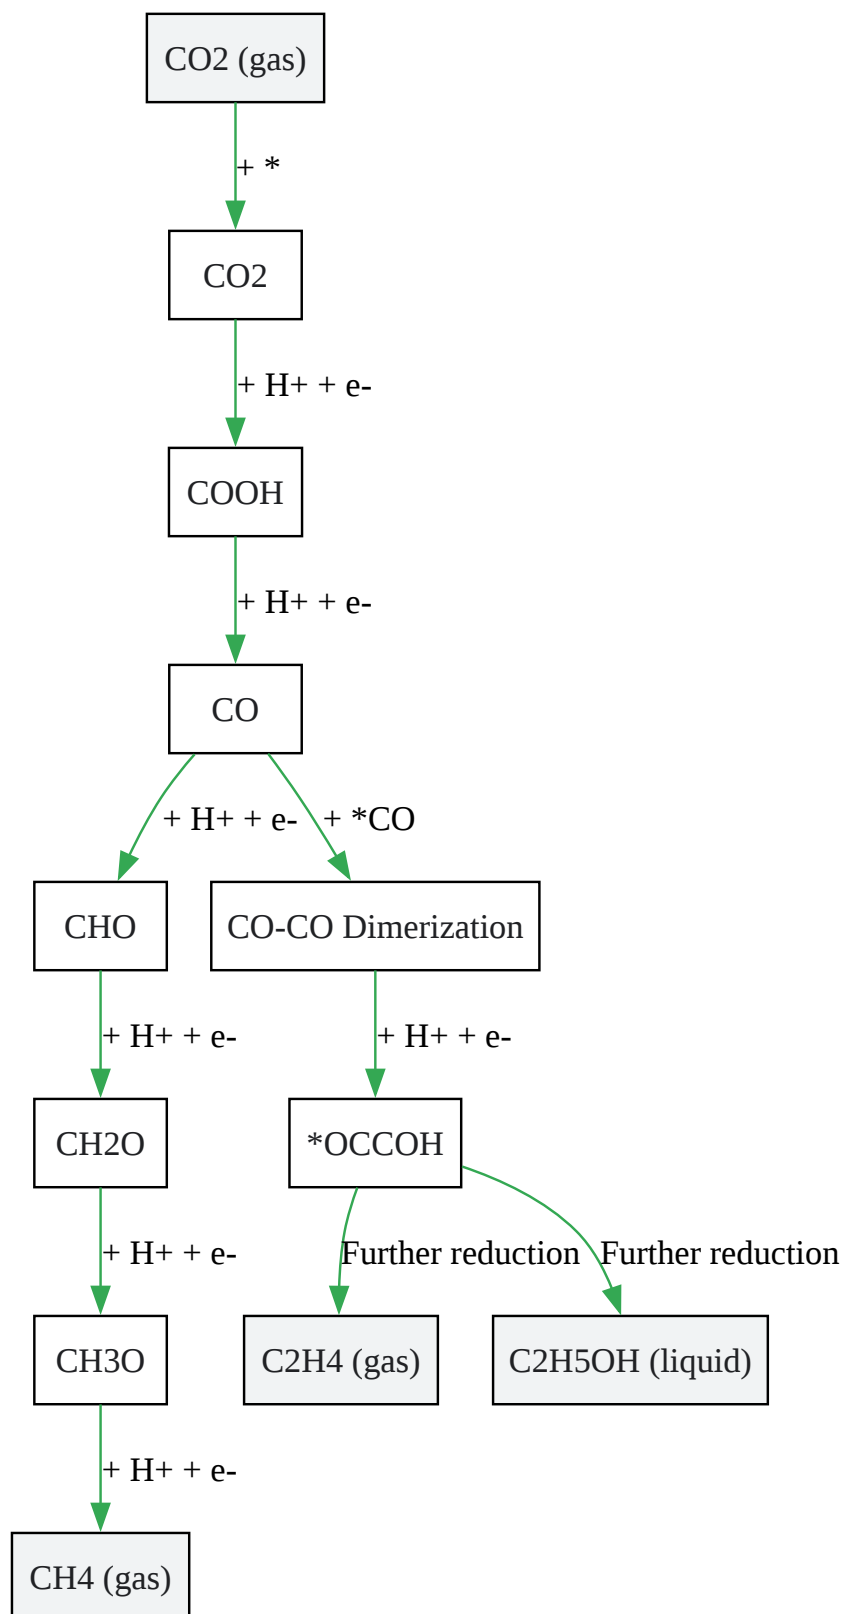 CO2 (gas)
+ *
CO2
+ H+ + e-
COOH
+ H+ + e-
CO
+ H+ + e-
+ *CO
CHO
CO-CO Dimerization
+ H+ + e-
+ H+ + e-
CH2O
*OCCOH
+ H+ + e-
Further reduction
Further reduction
CH3O
C2H4 (gas)
C2H5OH (liquid)
+ H+ + e-
CH4 (gas)